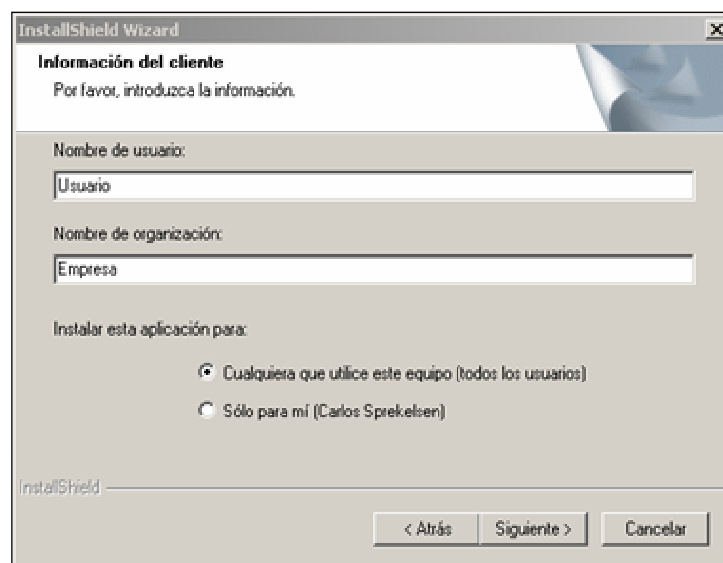 InstallShield Wizard
Información del cliente
Por favor, introduzca la información.
Nombre de usuario:
Usuario
Nombre de organización:
Empresa
Instalar esta aplicación para:
Cualquiera que utilice este equipo (todos los usuarios)
Sólo para mí (Carlos Sprekelsen)
InstallShield
< Atrás
Siguiente >
Cancelar